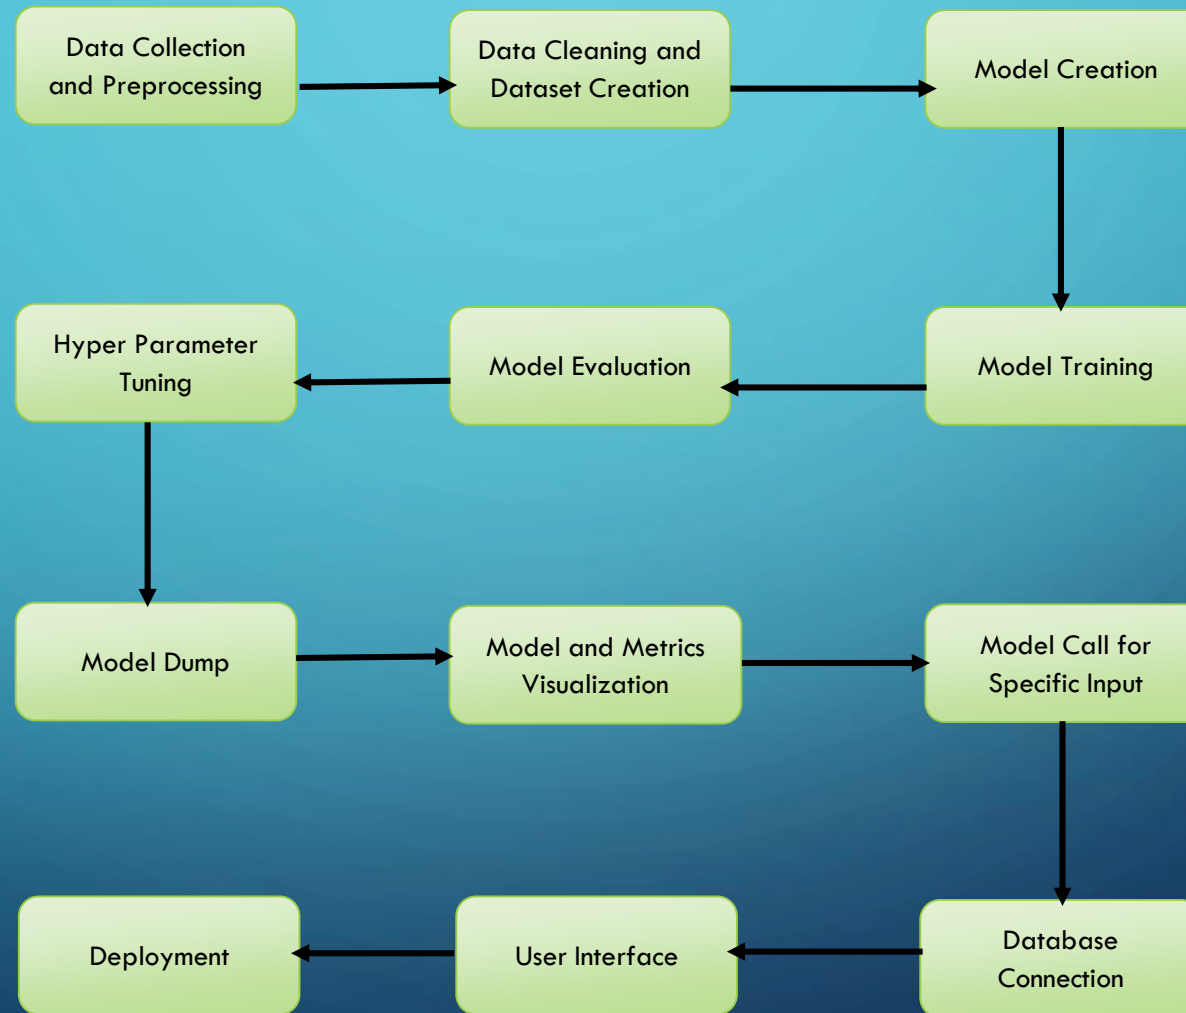 Data Collection
and Preprocessing
Data Cleaning and
Dataset Creation
Model Creation
Model Training
Model Evaluation
Hyper Parameter
Tuning
Model Dump
Model and Metrics
Visualization
Model Call for
Specific Input
Database
Connection
User Interface
Deployment